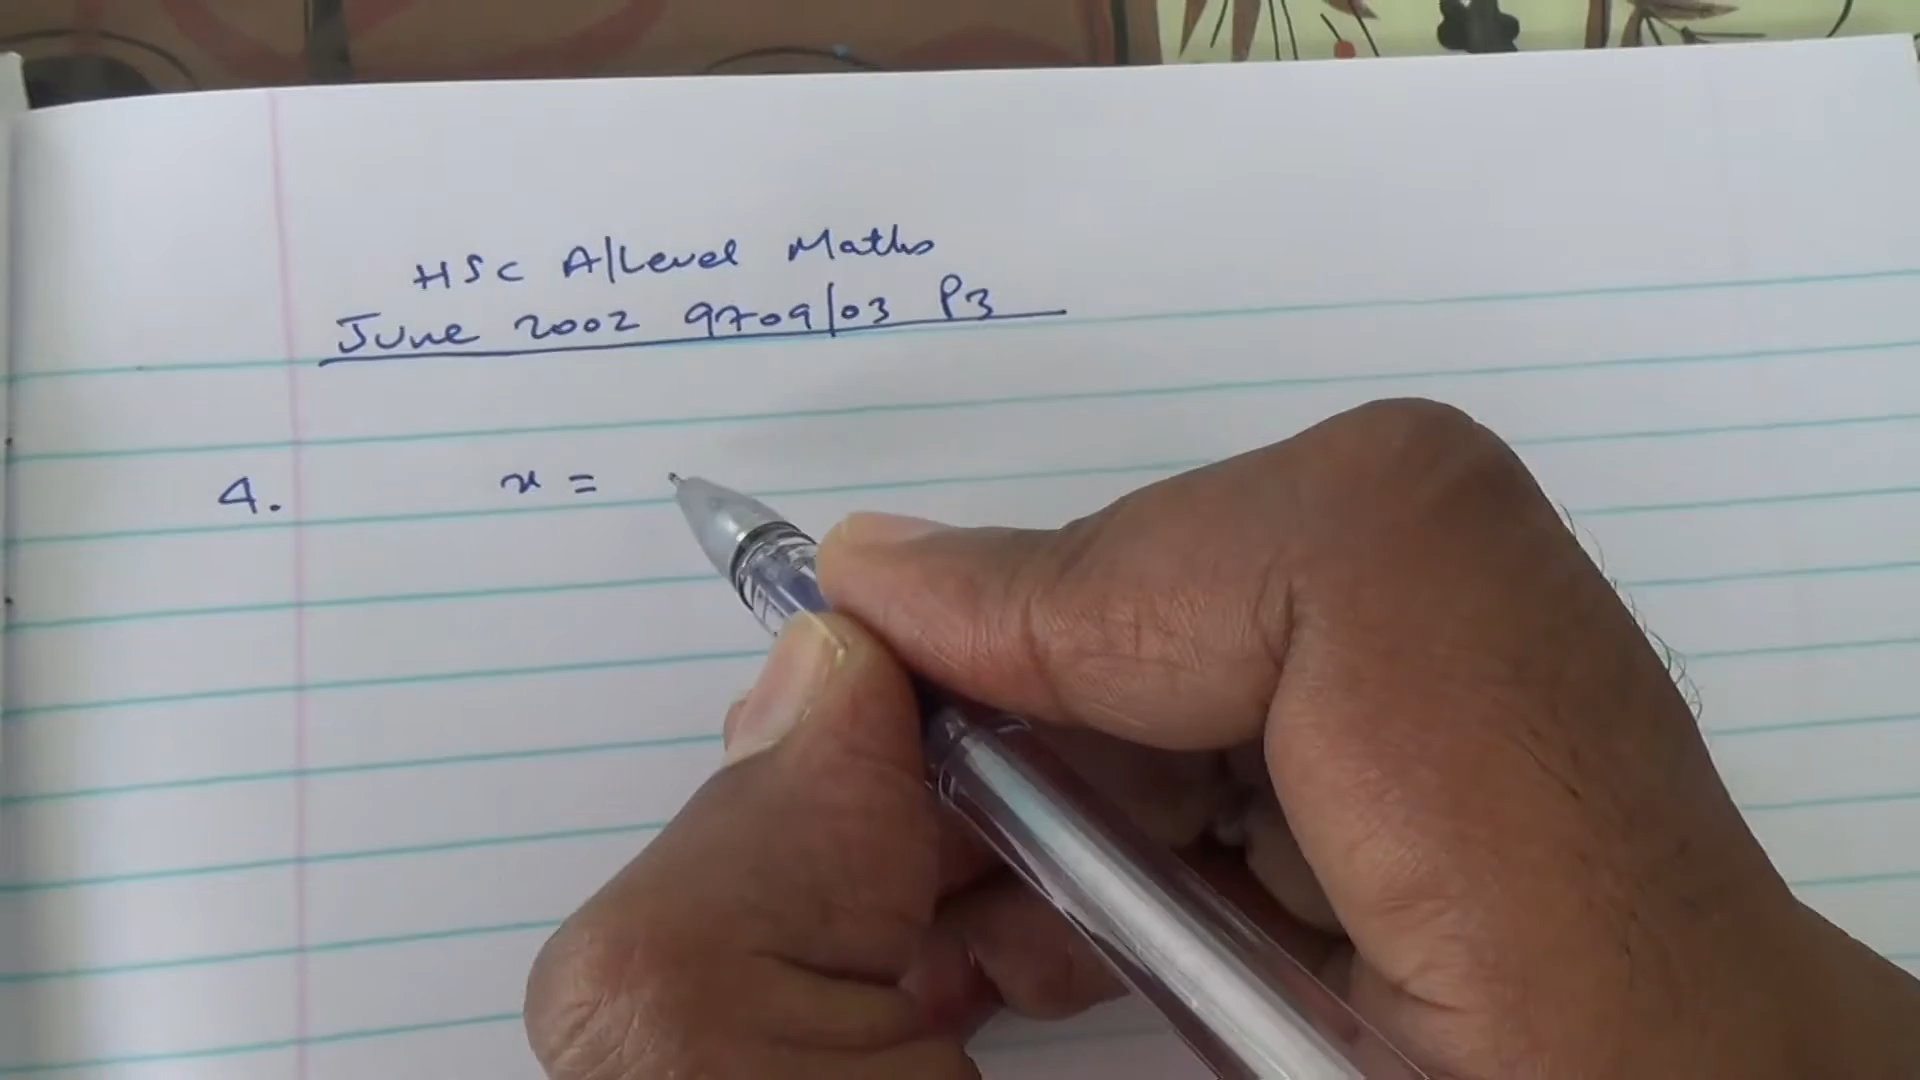 HSC A/Level Maths
June 2002 9709/03 P3
4. x =